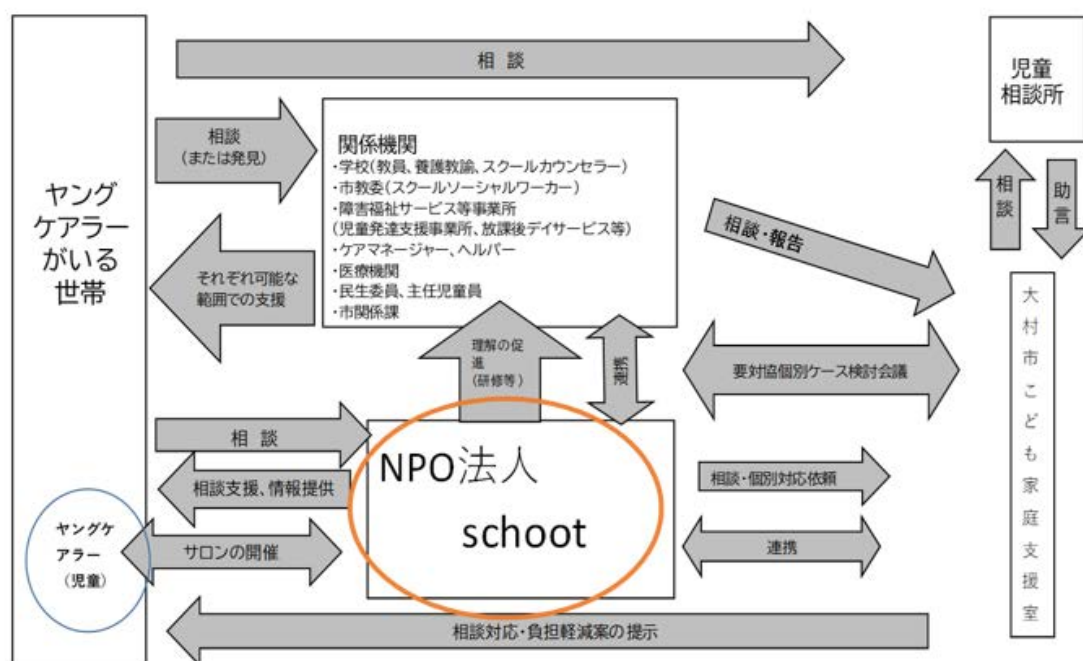 相 談
児童
相談所
相談
(または発見)
関係機関
・学校(教員、養護教諭、スクールカウンセラー)
・市教委(スクールソーシャルワーカー)
・障害福祉サービス等事業所
(児童発達支援事業所、放課後デイサービス等)
・ケアマネージャー、ヘルパー
・医療機関
・民生委員、主任児童員
・市関係課
ヤング
ケアラー
がいる
世帯
それぞれ可能な
範囲での支援
相談・報告
相談
助言
理解の促
進
(研修等)
連携
要対協個別ケース検討会議
大村市こども家庭支援室
相 談
相談支援、情報提供
NPO法人
schoot
相談・個別対応依頼
ヤングケ
アラー
(児童)
サロンの開催
連携
相談対応・負担軽減案の提示